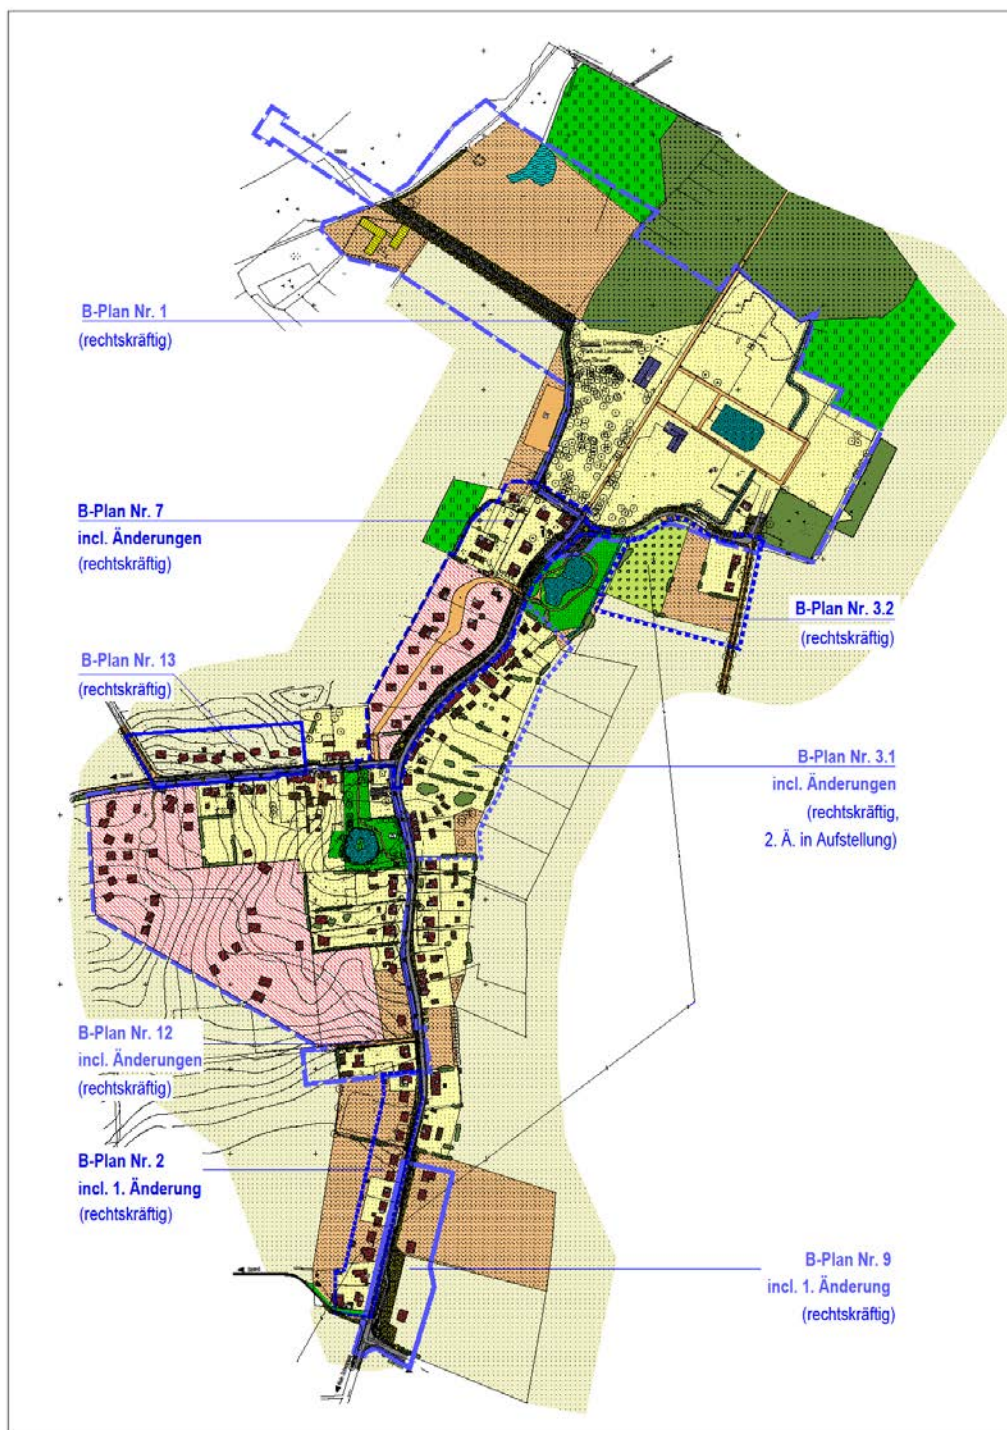 B-Plan Nr. 1
(rechtskräftig)
B-Plan Nr. 7
incl. Änderungen
(rechtskräftig)
B-Plan Nr. 3.2
(rechtskräftig)
B-Plan Nr. 13
(rechtskräftig)
B-Plan Nr. 3.1
incl. Änderungen
(rechtskräftig,
2. Ä. in Aufstellung)
B-Plan Nr. 12
incl. Änderungen
(rechtskräftig)
B-Plan Nr. 2
incl. 1. Änderung
(rechtskräftig)
B-Plan Nr. 9
incl. 1. Änderung
(rechtskräftig)